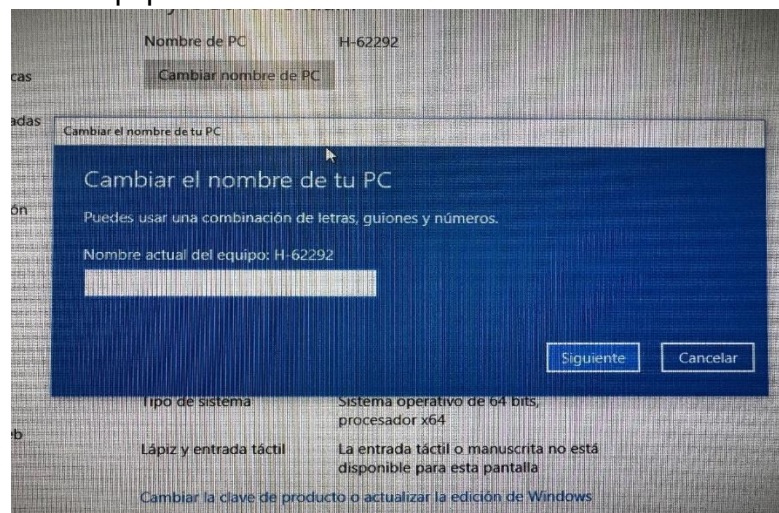 Nombre de PC H-62292
cas
Cambiar nombre de PC
adas
Cambiar el nombre de tu PC
Cambiar el nombre de tu PC
ón
Puedes usar una combinación de letras, guiones y números.
Nombre actual del equipo: H-62292
Siguiente Cancelar
Tipo de sistema Sistema operativo de 64 bits,
procesador x64
eb
Lápiz y entrada táctil La entrada táctil o manuscrita no está
disponible para esta pantalla
Cambiar la clave de producto o actualizar la edición de Windows